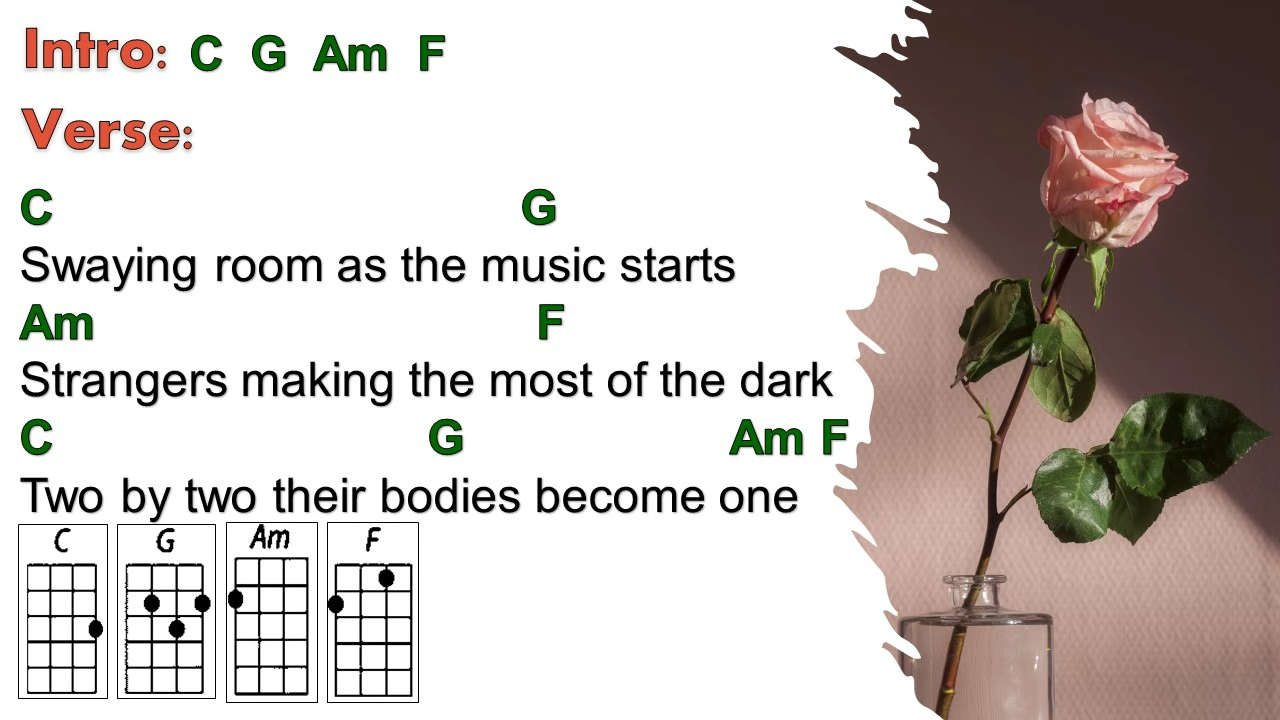 Intro: C G Am F
Verse:
C G
Swaying room as the music starts
Am F
Strangers making the most of the dark
C G Am F
Two by two their bodies become one
C G Am F